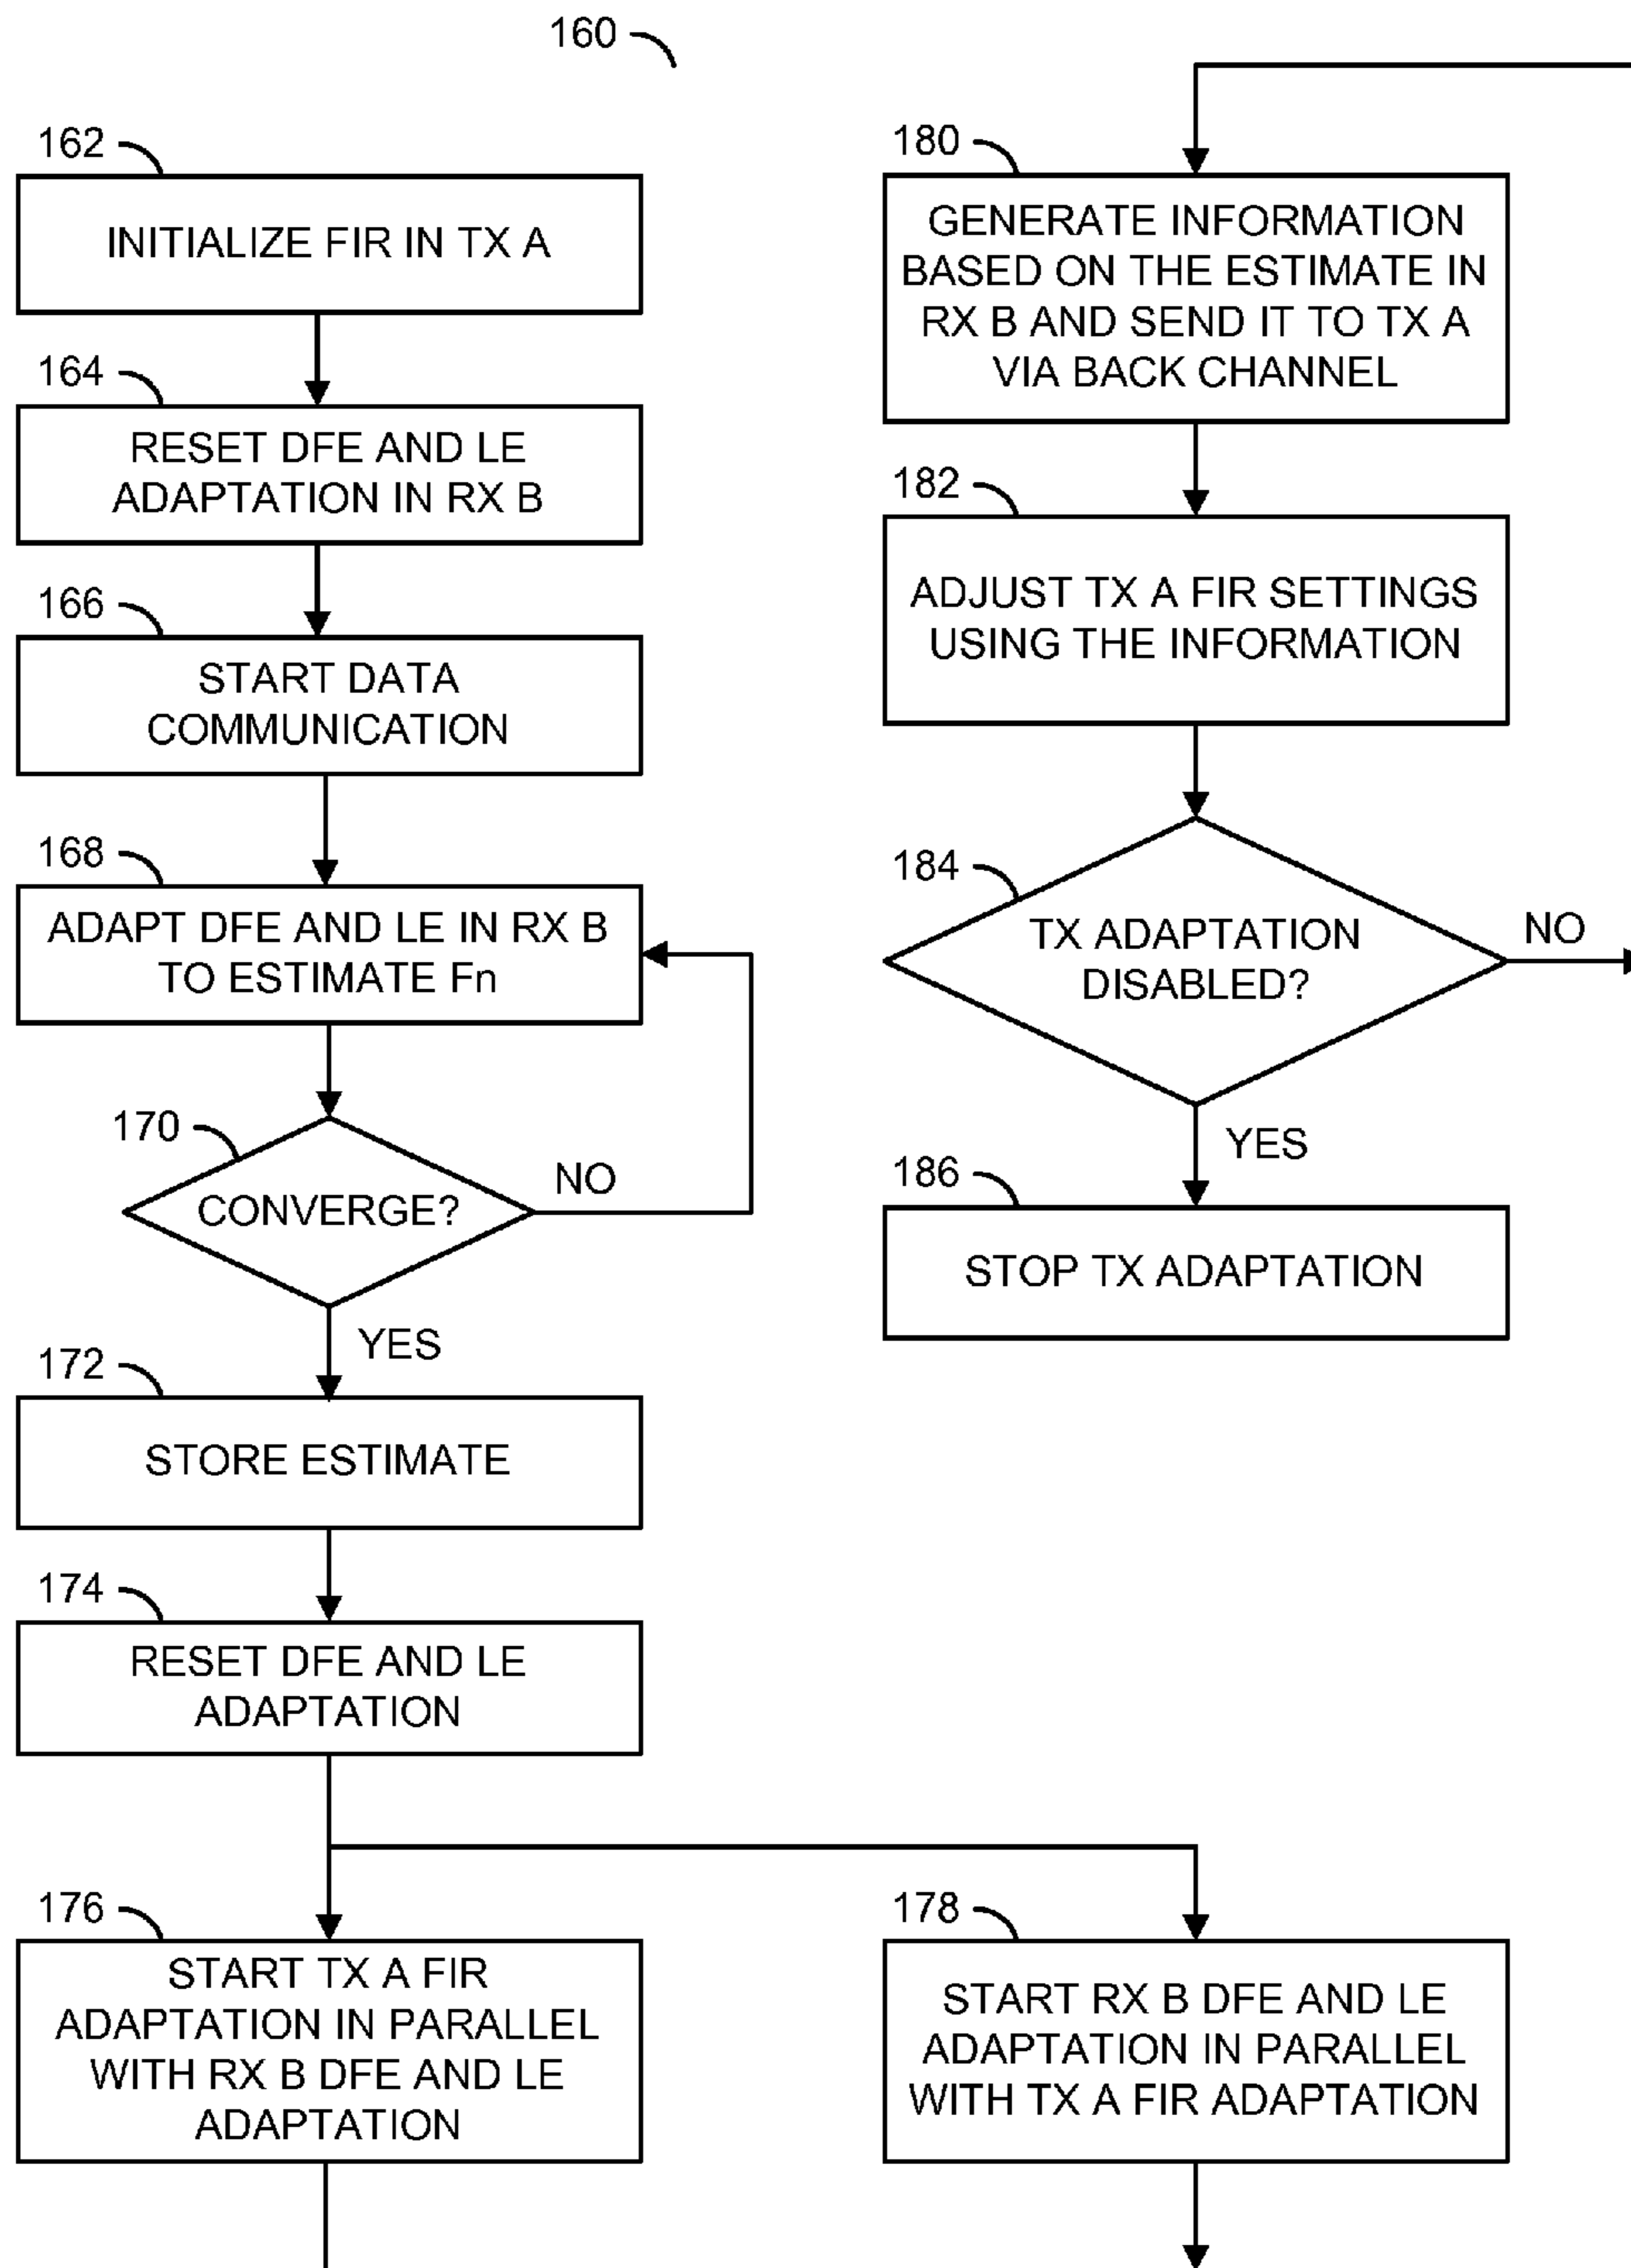 160
162
INITIALIZE FIR IN TX A
164
RESET DFE AND LE
ADAPTATION IN RX B
166
START DATA
COMMUNICATION
168
ADAPT DFE AND LE IN RX B
TO ESTIMATE Fn
170
CONVERGE?
NO
YES
172
STORE ESTIMATE
174
RESET DFE AND LE
ADAPTATION
176
START TX A FIR
ADAPTATION IN PARALLEL
WITH RX B DFE AND LE
ADAPTATION
178
START RX B DFE AND LE
ADAPTATION IN PARALLEL
WITH TX A FIR ADAPTATION
180
GENERATE INFORMATION
BASED ON THE ESTIMATE IN
RX B AND SEND IT TO TX A
VIA BACK CHANNEL
182
ADJUST TX A FIR SETTINGS
USING THE INFORMATION
184
TX ADAPTATION
DISABLED?
NO
YES
186
STOP TX ADAPTATION